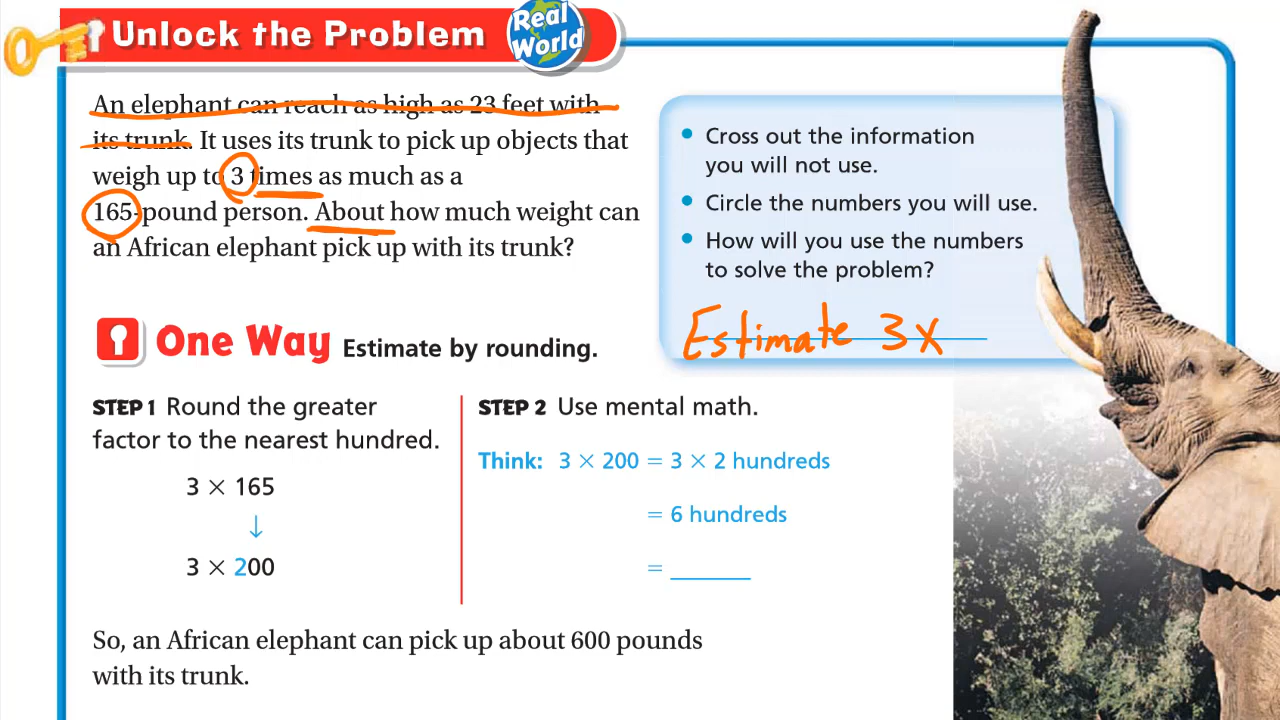 Unlock the Problem
Real
World
An elephant can reach as high as 23 feet with
its trunk. It uses its trunk to pick up objects that
weigh up to 3 times as much as a
165-pound person. About how much weight can
an African elephant pick up with its trunk?
• Cross out the information
you will not use.
• Circle the numbers you will use.
• How will you use the numbers
to solve the problem?
Estimate 3x
One Way Estimate by rounding.
STEP 1 Round the greater
factor to the nearest hundred.
3 × 165
↓
3 × 200
STEP 2 Use mental math.
Think: 3 × 200 = 3 × 2 hundreds
= 6 hundreds
= ______
So, an African elephant can pick up about 600 pounds
with its trunk.